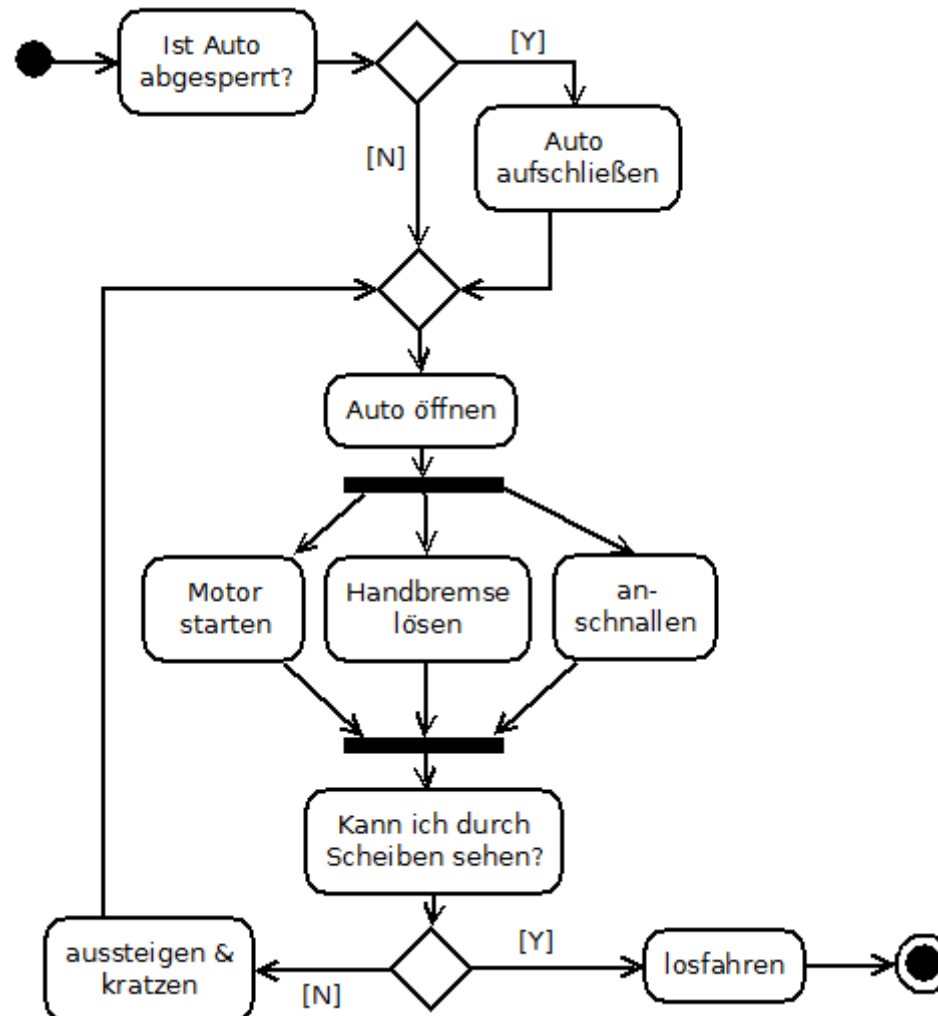 Ist Auto
abgesperrt?
[Y]
[N]
Auto
aufschließen
Auto öffnen
Motor
starten
Handbremse
lösen
an-
schnallen
Kann ich durch
Scheiben sehen?
aussteigen &
kratzen
[N]
[Y]
losfahren